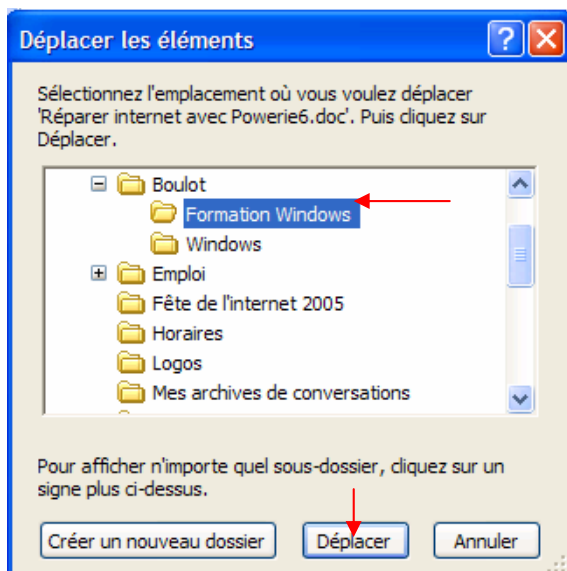 Déplacer les éléments
Sélectionnez l'emplacement où vous voulez déplacer
'Réparer internet avec Powerie6.doc'. Puis cliquez sur
Déplacer.
Boulot
Formation Windows
Windows
Emploi
Fête de l'internet 2005
Horaires
Logos
Mes archives de conversations
Pour afficher n'importe quel sous-dossier, cliquez sur un
signe plus ci-dessus.
Créer un nouveau dossier Déplacer Annuler